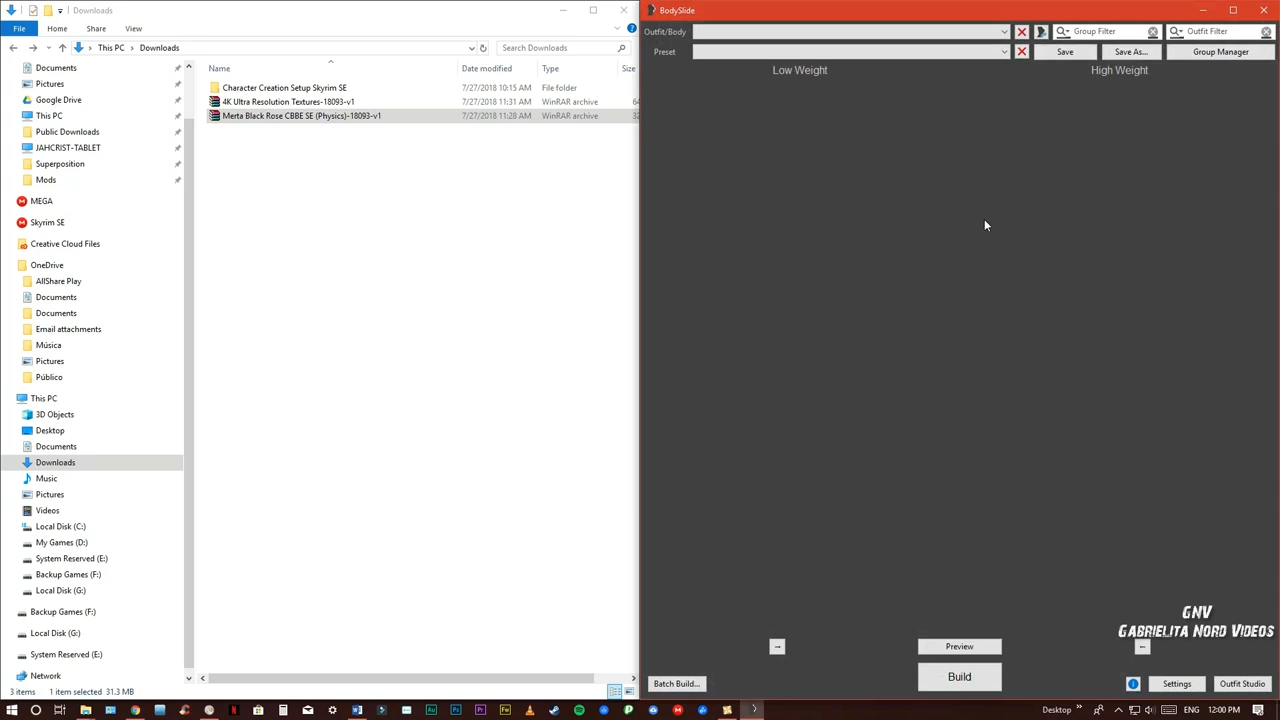 Downloads
BodySlide
File Home Share View
This PC Downloads
Search Downloads
Outfit/Body
Group Filter
Outfit Filter
Preset
Save
Save As...
Group Manager
Name Date modified Type Size
Low Weight
High Weight
Character Creation Setup Skyrim SE 7/27/2018 10:15 AM File folder
4K Ultra Resolution Textures-18093-v1 7/27/2018 11:31 AM WinRAR archive 64
Merta Black Rose CBBE SE (Physics)-18093-v1 7/27/2018 11:28 AM WinRAR archive 32
Documents
Pictures
Google Drive
This PC
Public Downloads
JAHCRIST-TABLET
Superposition
Mods
MEGA
Skyrim SE
Creative Cloud Files
OneDrive
AllShare Play
Documents
Documents
Email attachments
Música
Pictures
Público
This PC
3D Objects
Desktop
Documents
Downloads
Music
Pictures
Videos
Local Disk (C:)
My Games (D:)
System Reserved (E:)
Backup Games (F:)
Local Disk (G:)
Backup Games (F:)
Local Disk (G:)
System Reserved (E:)
Network
3 items 1 item selected 31.3 MB
GNV
Gabrielita Nord Videos
Preview
Build
Batch Build...
Settings
Outfit Studio
Desktop
ENG
12:00 PM